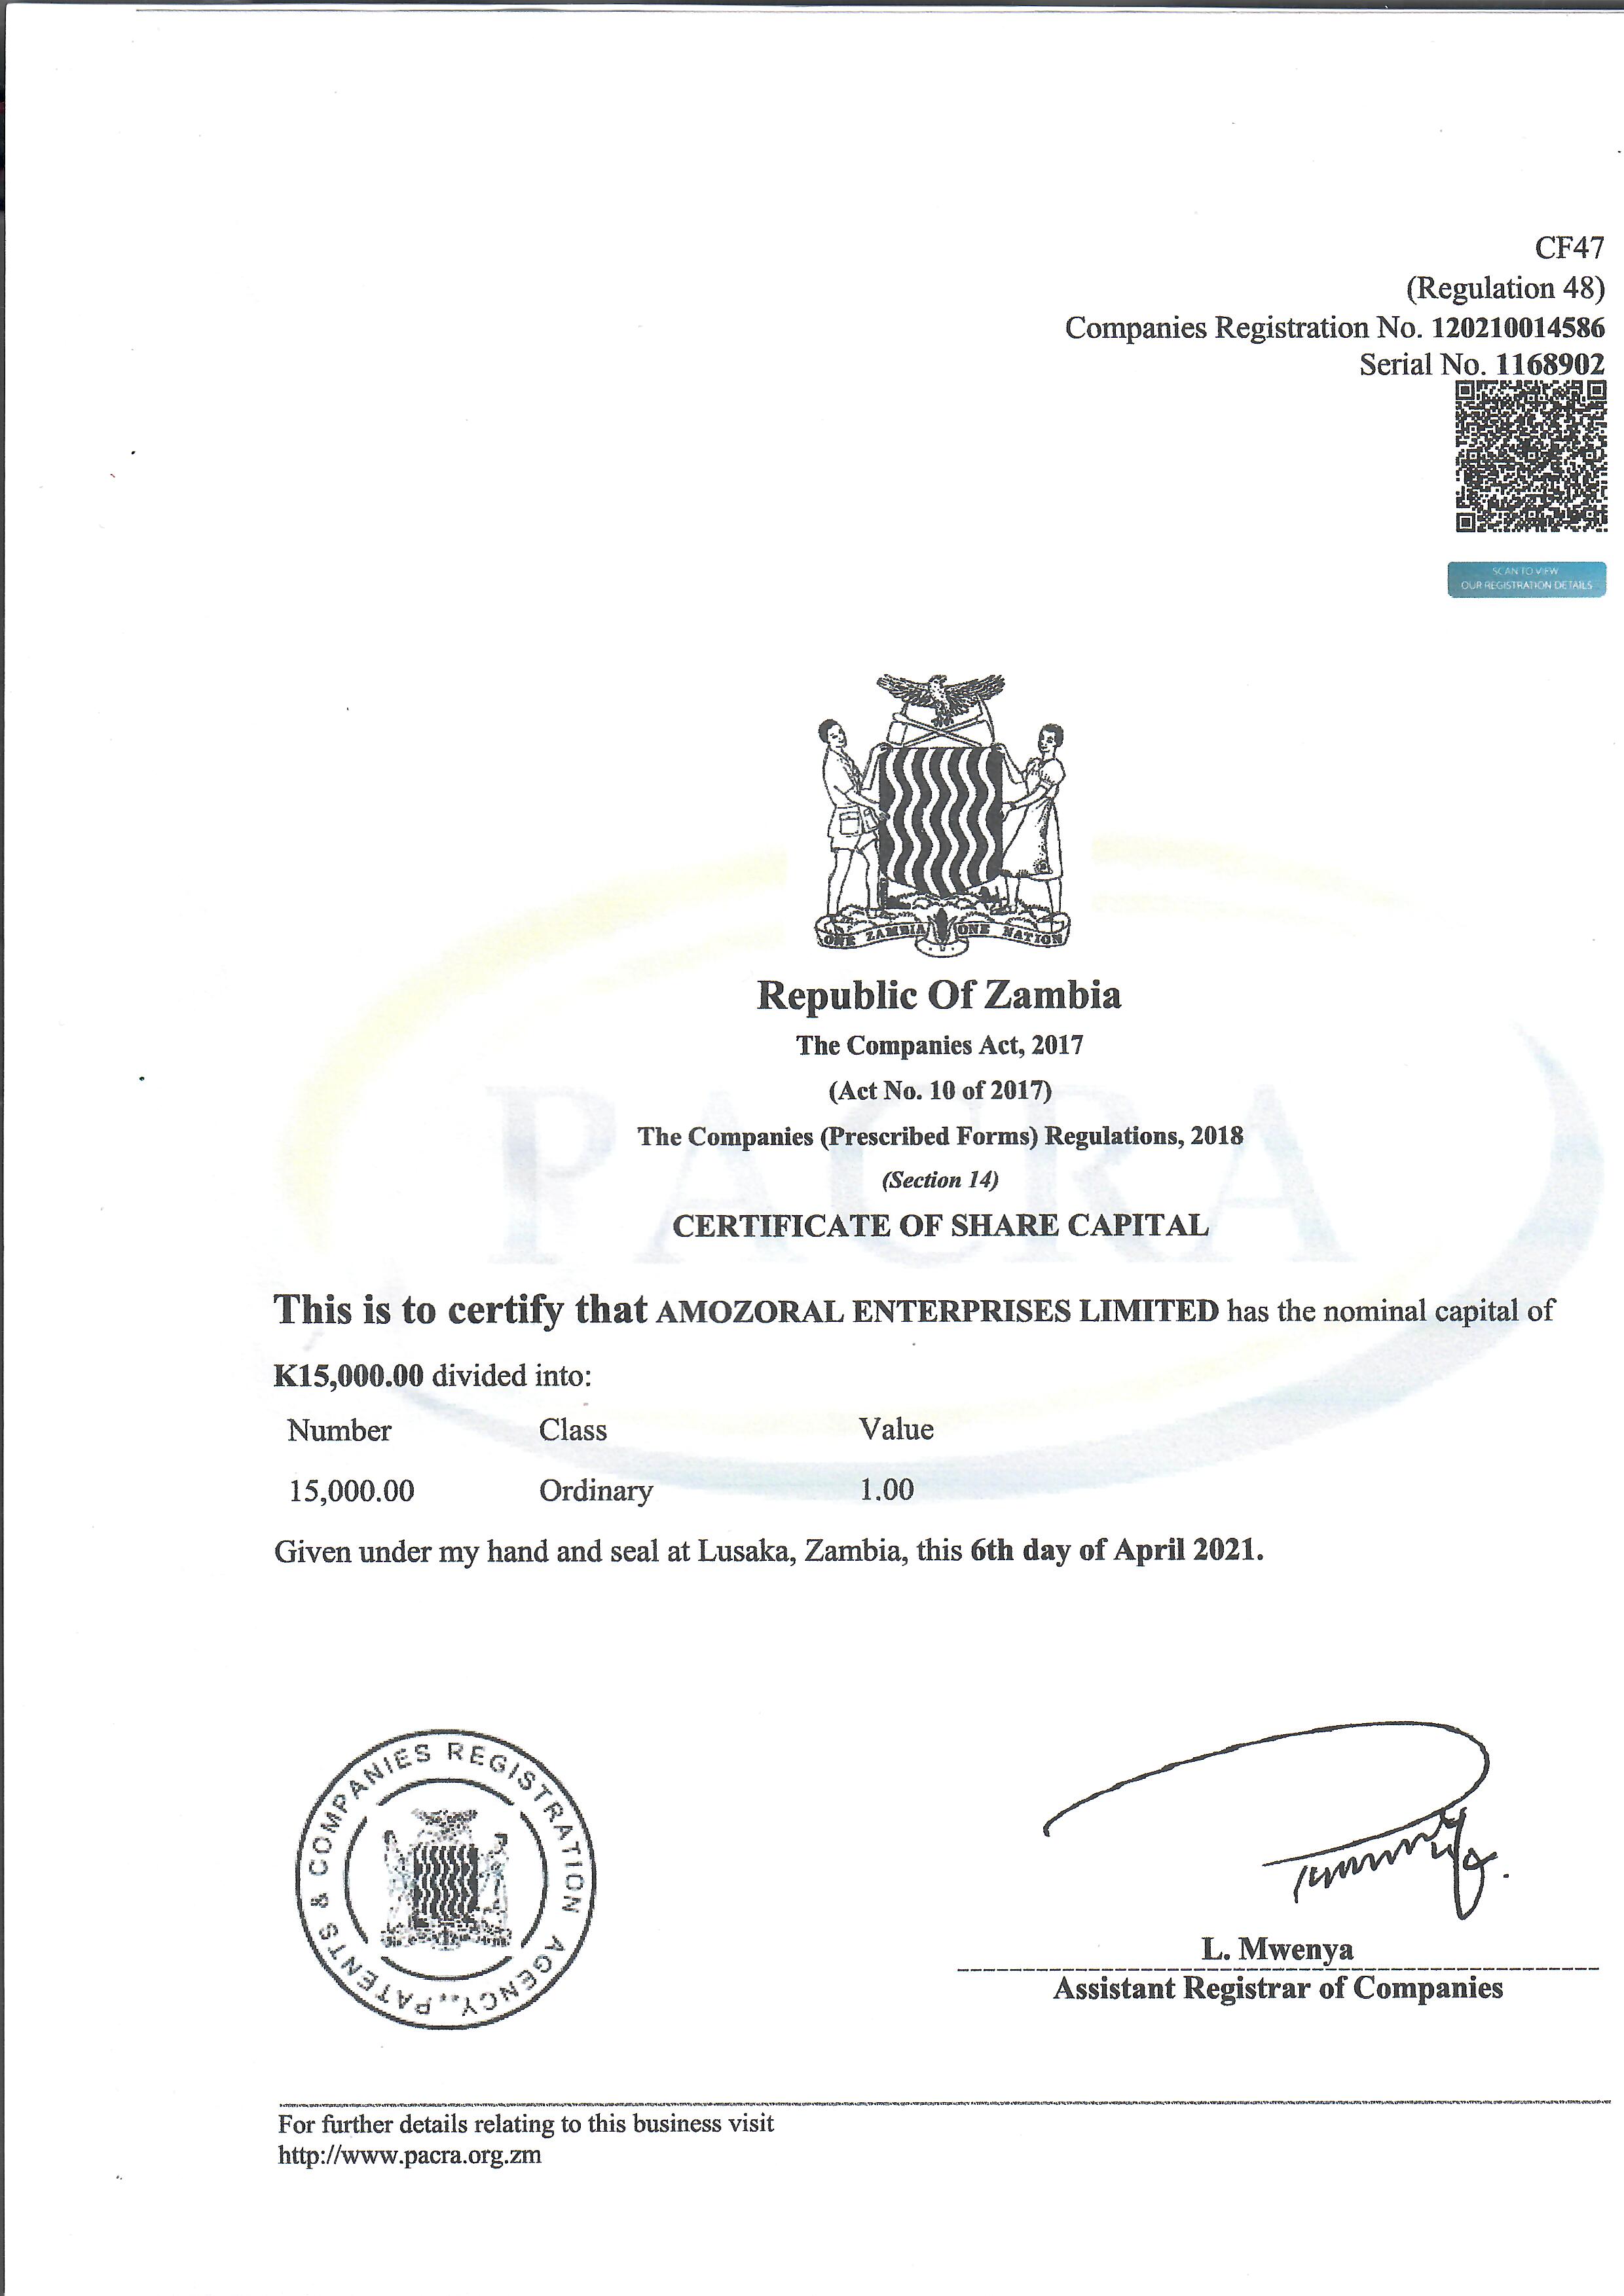 CF47
(Regulation 48)
Companies Registration No. 120210014586
Serial No. 1168902
SCAN TO VIEW
OUR REGISTRATION DETAILS
ONE ZAMBIA ONE NATION
Republic Of Zambia
The Companies Act, 2017
(Act No. 10 of 2017)
The Companies (Prescribed Forms) Regulations, 2018
(Section 14)
PACRA
CERTIFICATE OF SHARE CAPITAL
This is to certify that AMOZORAL ENTERPRISES LIMITED has the nominal capital of
K15,000.00 divided into:
Number Class Value
15,000.00 Ordinary 1.00
Given under my hand and seal at Lusaka, Zambia, this 6th day of April 2021.
PATENTS & COMPANIES REGISTRATION AGENCY
L. Mwenya
Assistant Registrar of Companies
For further details relating to this business visit
http://www.pacra.org.zm